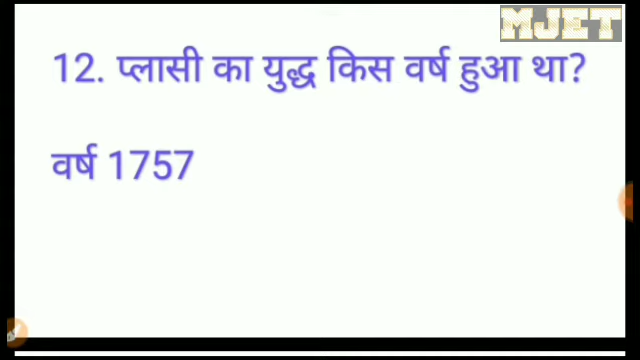 MJET
12. प्लासी का युद्ध किस वर्ष हुआ था?
वर्ष 1757